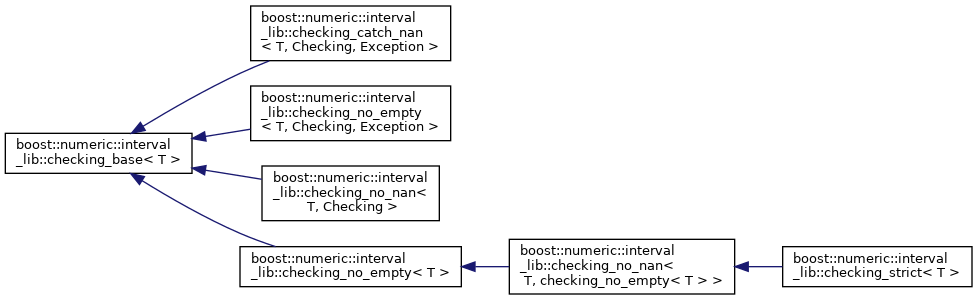 boost::numeric::interval
_lib::checking_catch_nan
< T, Checking, Exception >
boost::numeric::interval
_lib::checking_no_empty
< T, Checking, Exception >
boost::numeric::interval
_lib::checking_base< T >
boost::numeric::interval
_lib::checking_no_nan<
T, Checking >
boost::numeric::interval
_lib::checking_no_empty< T >
boost::numeric::interval
_lib::checking_no_nan<
T, checking_no_empty< T > >
boost::numeric::interval
_lib::checking_strict< T >